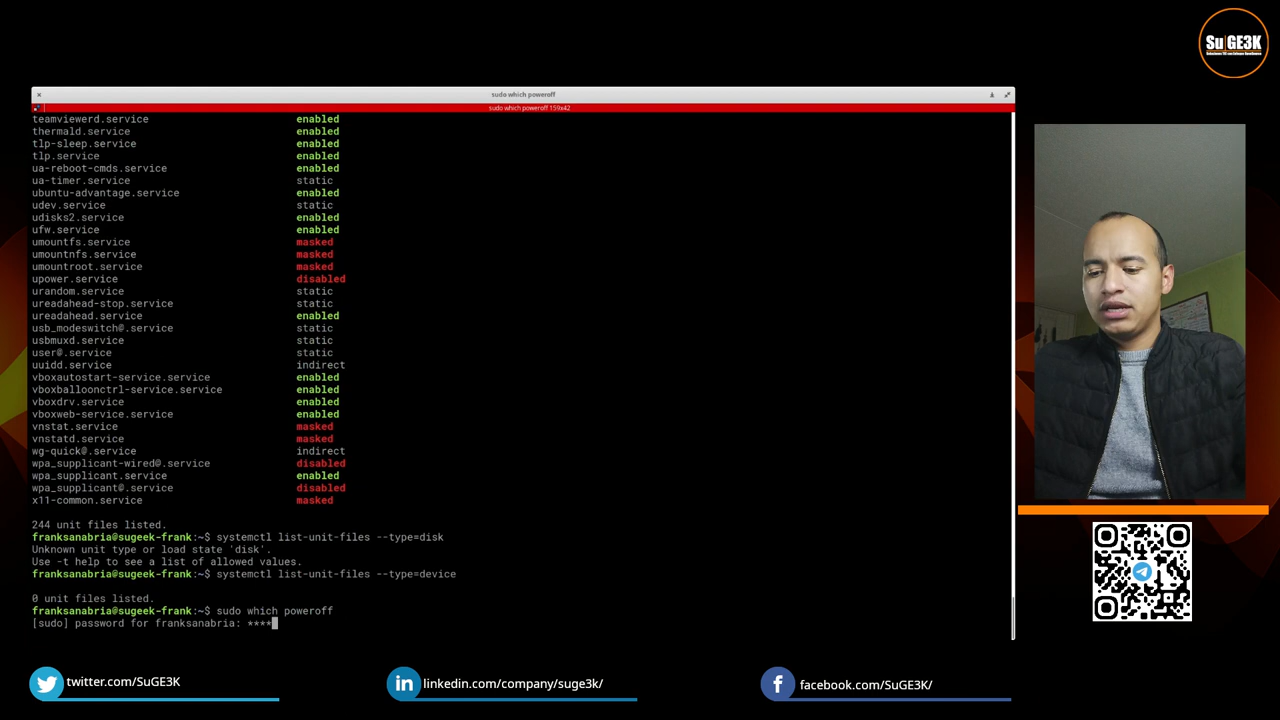 Su GE3K
sudo which poweroff
sudo which poweroff 159x42
teamviewerd.service enabled
thermald.service enabled
tlp-sleep.service enabled
tlp.service enabled
ua-reboot-cmds.service enabled
ua-timer.service static
ubuntu-advantage.service enabled
udev.service static
udisks2.service enabled
ufw.service enabled
umountfs.service masked
umountnfs.service masked
umountroot.service masked
upower.service disabled
urandom.service static
ureadahead-stop.service static
ureadahead.service enabled
usb_modeswitch@.service static
usbmuxd.service static
user@.service static
uuidd.service indirect
vboxautostart-service.service enabled
vboxballoonctrl-service.service enabled
vboxdrv.service enabled
vboxweb-service.service enabled
vnstat.service masked
vnstatd.service masked
wg-quick@.service indirect
wpa_supplicant-wired@.service disabled
wpa_supplicant.service enabled
wpa_supplicant@.service disabled
x11-common.service masked
244 unit files listed.
franksanabria@sugeek-frank:~$ systemctl list-unit-files --type=disk
Unknown unit type or load state 'disk'.
Use -t help to see a list of allowed values.
franksanabria@sugeek-frank:~$ systemctl list-unit-files --type=device
0 unit files listed.
franksanabria@sugeek-frank:~$ sudo which poweroff
[sudo] password for franksanabria: ****
twitter.com/SuGE3K
linkedin.com/company/suge3k/
facebook.com/SuGE3K/